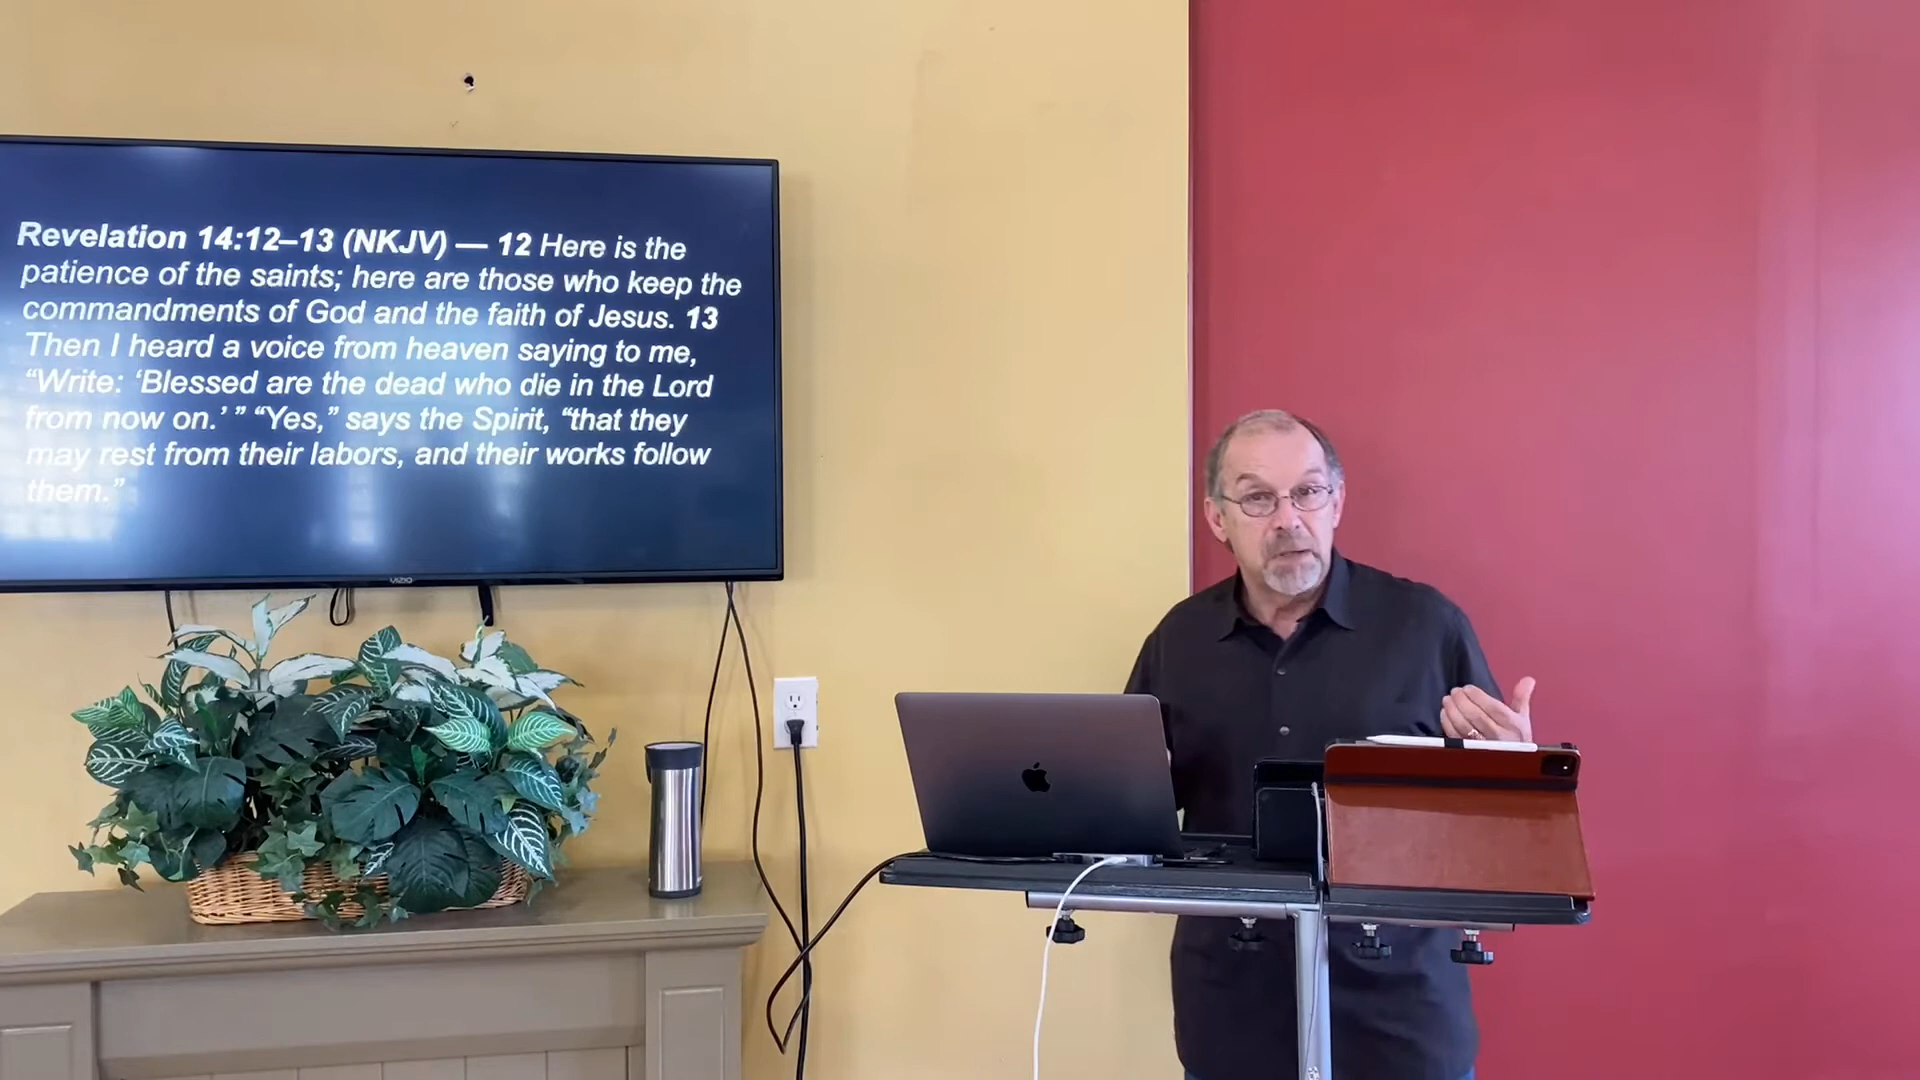 Revelation 14:12–13 (NKJV) — 12 Here is the
patience of the saints; here are those who keep the
commandments of God and the faith of Jesus. 13
Then I heard a voice from heaven saying to me,
“Write: ‘Blessed are the dead who die in the Lord
from now on.’ ” “Yes,” says the Spirit, “that they
may rest from their labors, and their works follow
them.”
VIZIO